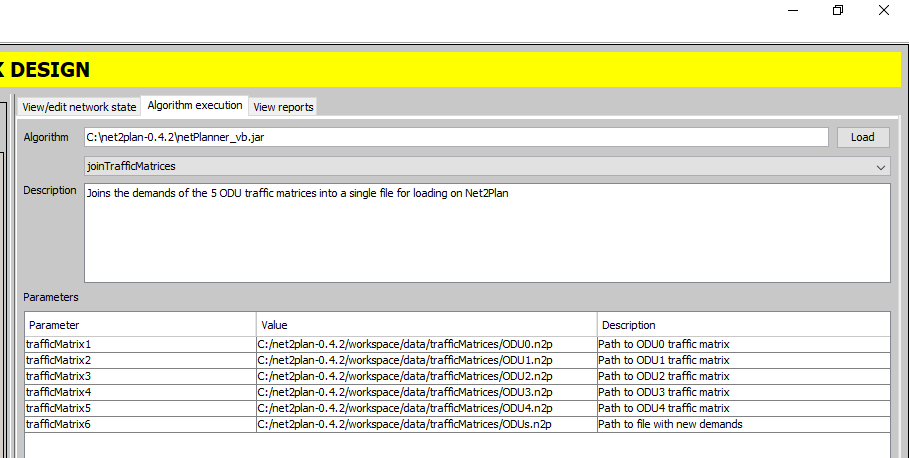 DESIGN
View/edit network state Algorithm execution View reports
Algorithm C:\net2plan-0.4.2\netPlanner_vb.jar Load
joinTrafficMatrices
Description Joins the demands of the 5 ODU traffic matrices into a single file for loading on Net2Plan
Parameters
Parameter Value Description
trafficMatrix1 C:/net2plan-0.4.2/workspace/data/trafficMatrices/ODU0.n2p Path to ODU0 traffic matrix
trafficMatrix2 C:/net2plan-0.4.2/workspace/data/trafficMatrices/ODU1.n2p Path to ODU1 traffic matrix
trafficMatrix3 C:/net2plan-0.4.2/workspace/data/trafficMatrices/ODU2.n2p Path to ODU2 traffic matrix
trafficMatrix4 C:/net2plan-0.4.2/workspace/data/trafficMatrices/ODU3.n2p Path to ODU3 traffic matrix
trafficMatrix5 C:/net2plan-0.4.2/workspace/data/trafficMatrices/ODU4.n2p Path to ODU4 traffic matrix
trafficMatrix6 C:/net2plan-0.4.2/workspace/data/trafficMatrices/ODUs.n2p Path to file with new demands